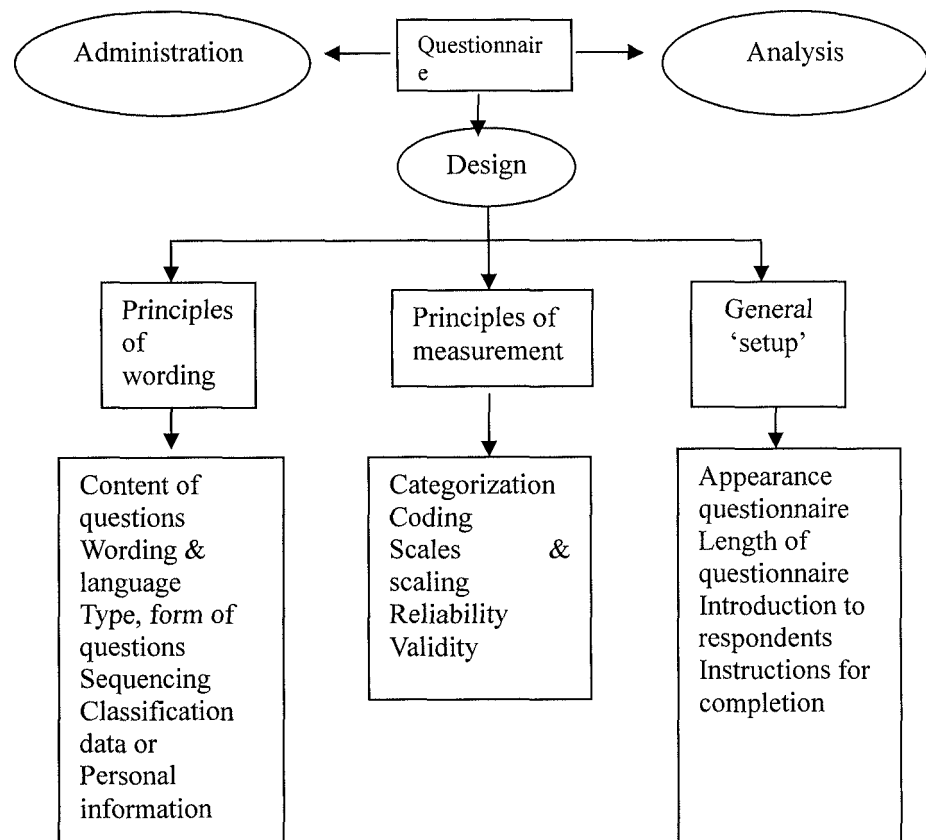 Administration
Questionnair
e
Analysis
Design
Principles
of
wording
Principles of
measurement
General
‘setup’
Content of
questions
Wording &
language
Type, form of
questions
Sequencing
Classification
data or
Personal
information
Categorization
Coding
Scales &
scaling
Reliability
Validity
Appearance
questionnaire
Length of
questionnaire
Introduction to
respondents
Instructions for
completion